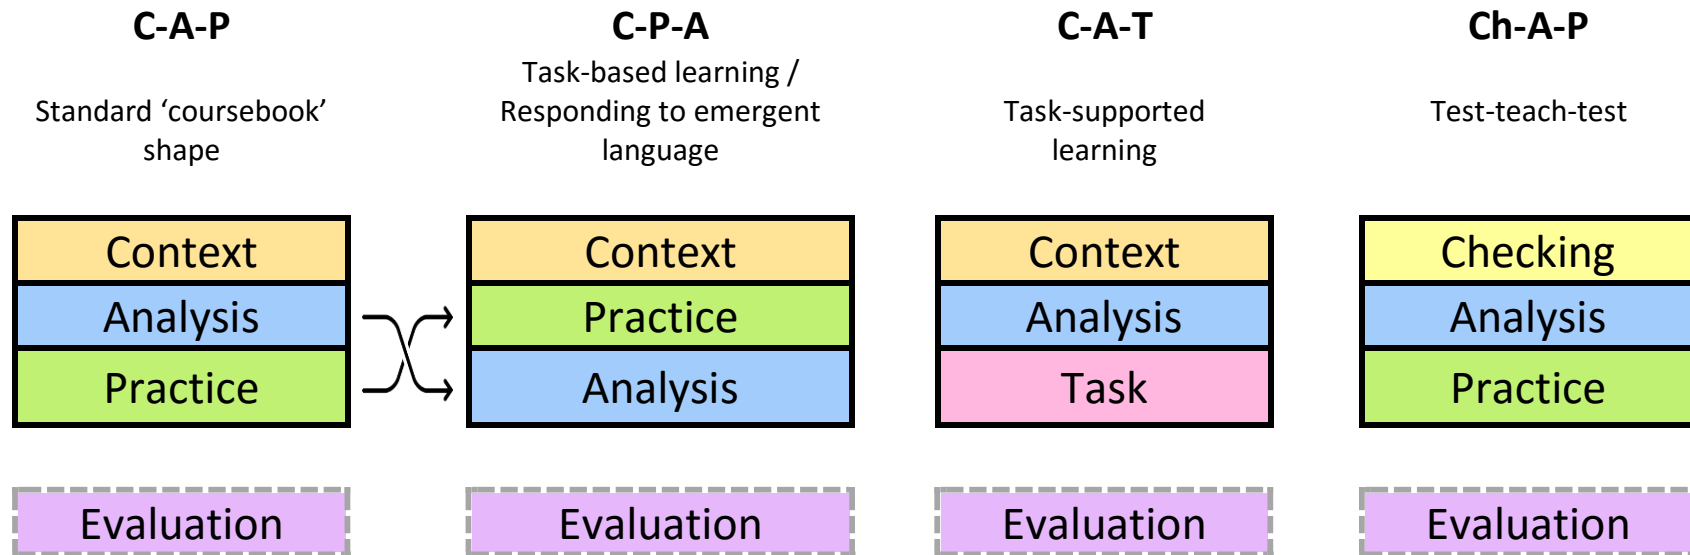 C-A-P
Standard ‘coursebook’
shape
Context
Analysis
Practice
Evaluation
C-P-A
Task-based learning /
Responding to emergent
language
Context
Practice
Analysis
Evaluation
C-A-T
Task-supported
learning
Context
Analysis
Task
Evaluation
Ch-A-P
Test-teach-test
Checking
Analysis
Practice
Evaluation